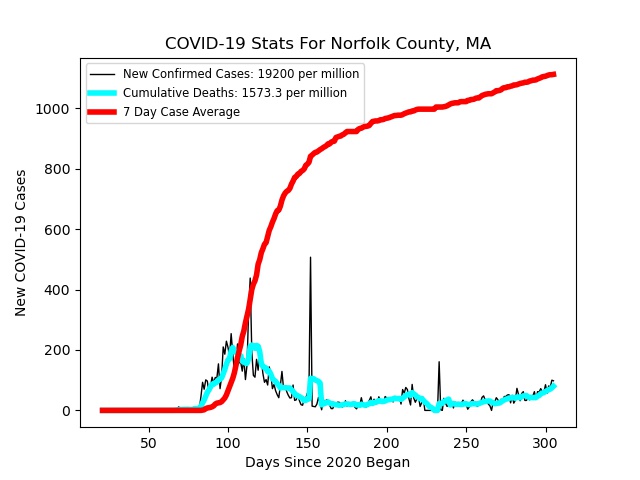 COVID-19 Stats For Norfolk County, MA
New Confirmed Cases: 19200 per million
Cumulative Deaths: 1573.3 per million
7 Day Case Average
New COVID-19 Cases
1000
800
600
400
200
0
50 100 150 200 250 300
Days Since 2020 Began